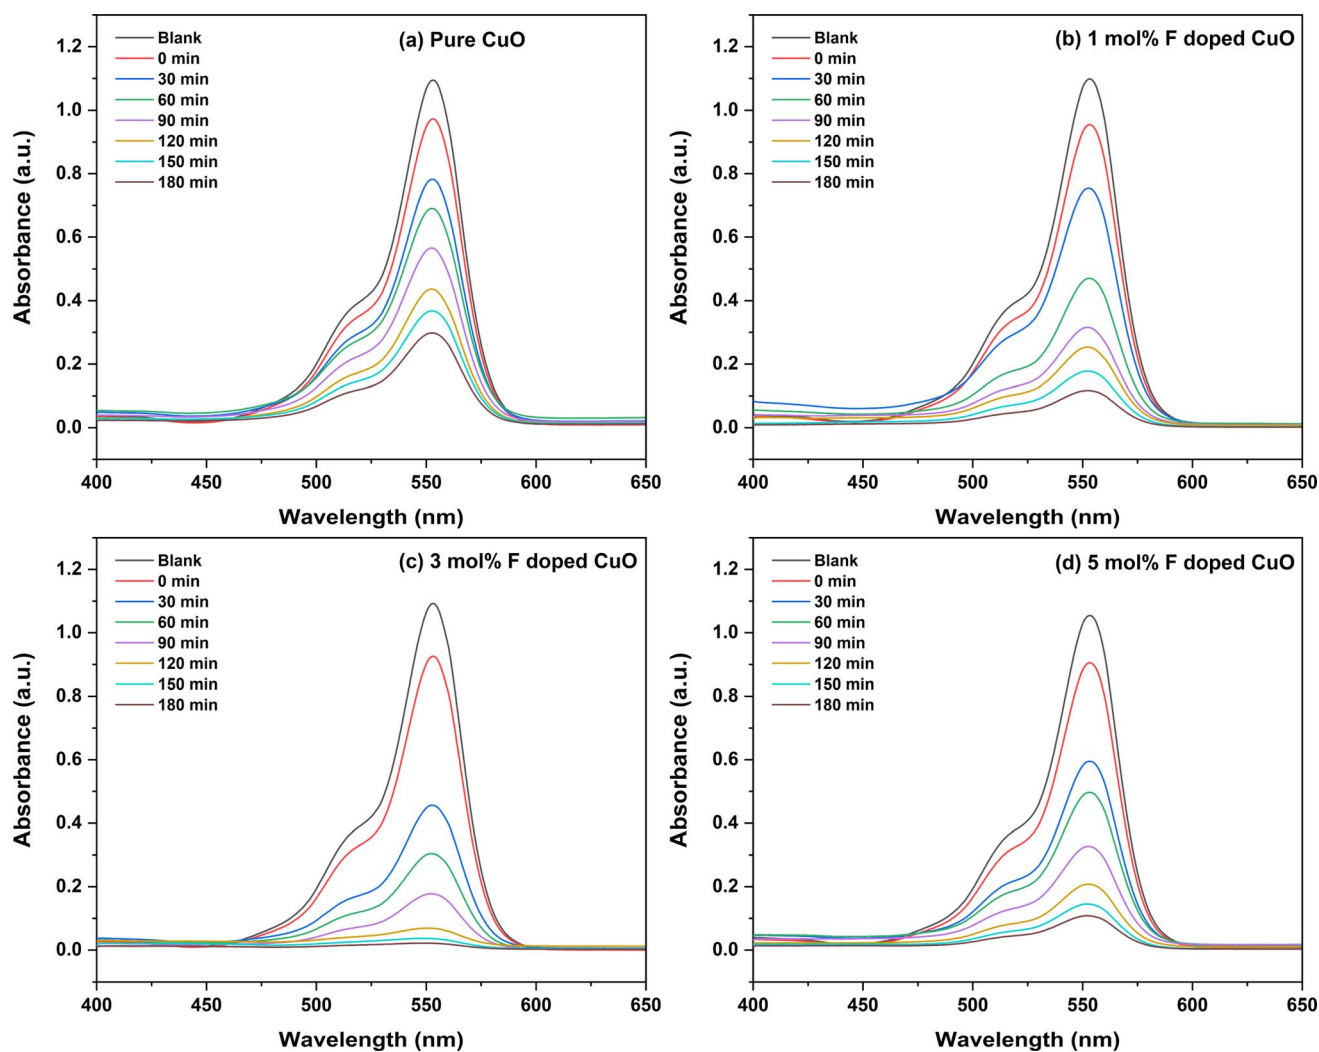 (a) Pure CuO
Blank
0 min
30 min
60 min
90 min
120 min
150 min
180 min
1.2
1.0
0.8
0.6
0.4
0.2
0.0
Absorbance (a.u.)
400
450
500
550
600
650
Wavelength (nm)
(b) 1 mol% F doped CuO
Blank
0 min
30 min
60 min
90 min
120 min
150 min
180 min
1.2
1.0
0.8
0.6
0.4
0.2
0.0
Absorbance (a.u.)
400
450
500
550
600
650
Wavelength (nm)
(c) 3 mol% F doped CuO
Blank
0 min
30 min
60 min
90 min
120 min
150 min
180 min
1.2
1.0
0.8
0.6
0.4
0.2
0.0
Absorbance (a.u.)
400
450
500
550
600
650
Wavelength (nm)
(d) 5 mol% F doped CuO
Blank
0 min
30 min
60 min
90 min
120 min
150 min
180 min
1.2
1.0
0.8
0.6
0.4
0.2
0.0
Absorbance (a.u.)
400
450
500
550
600
650
Wavelength (nm)